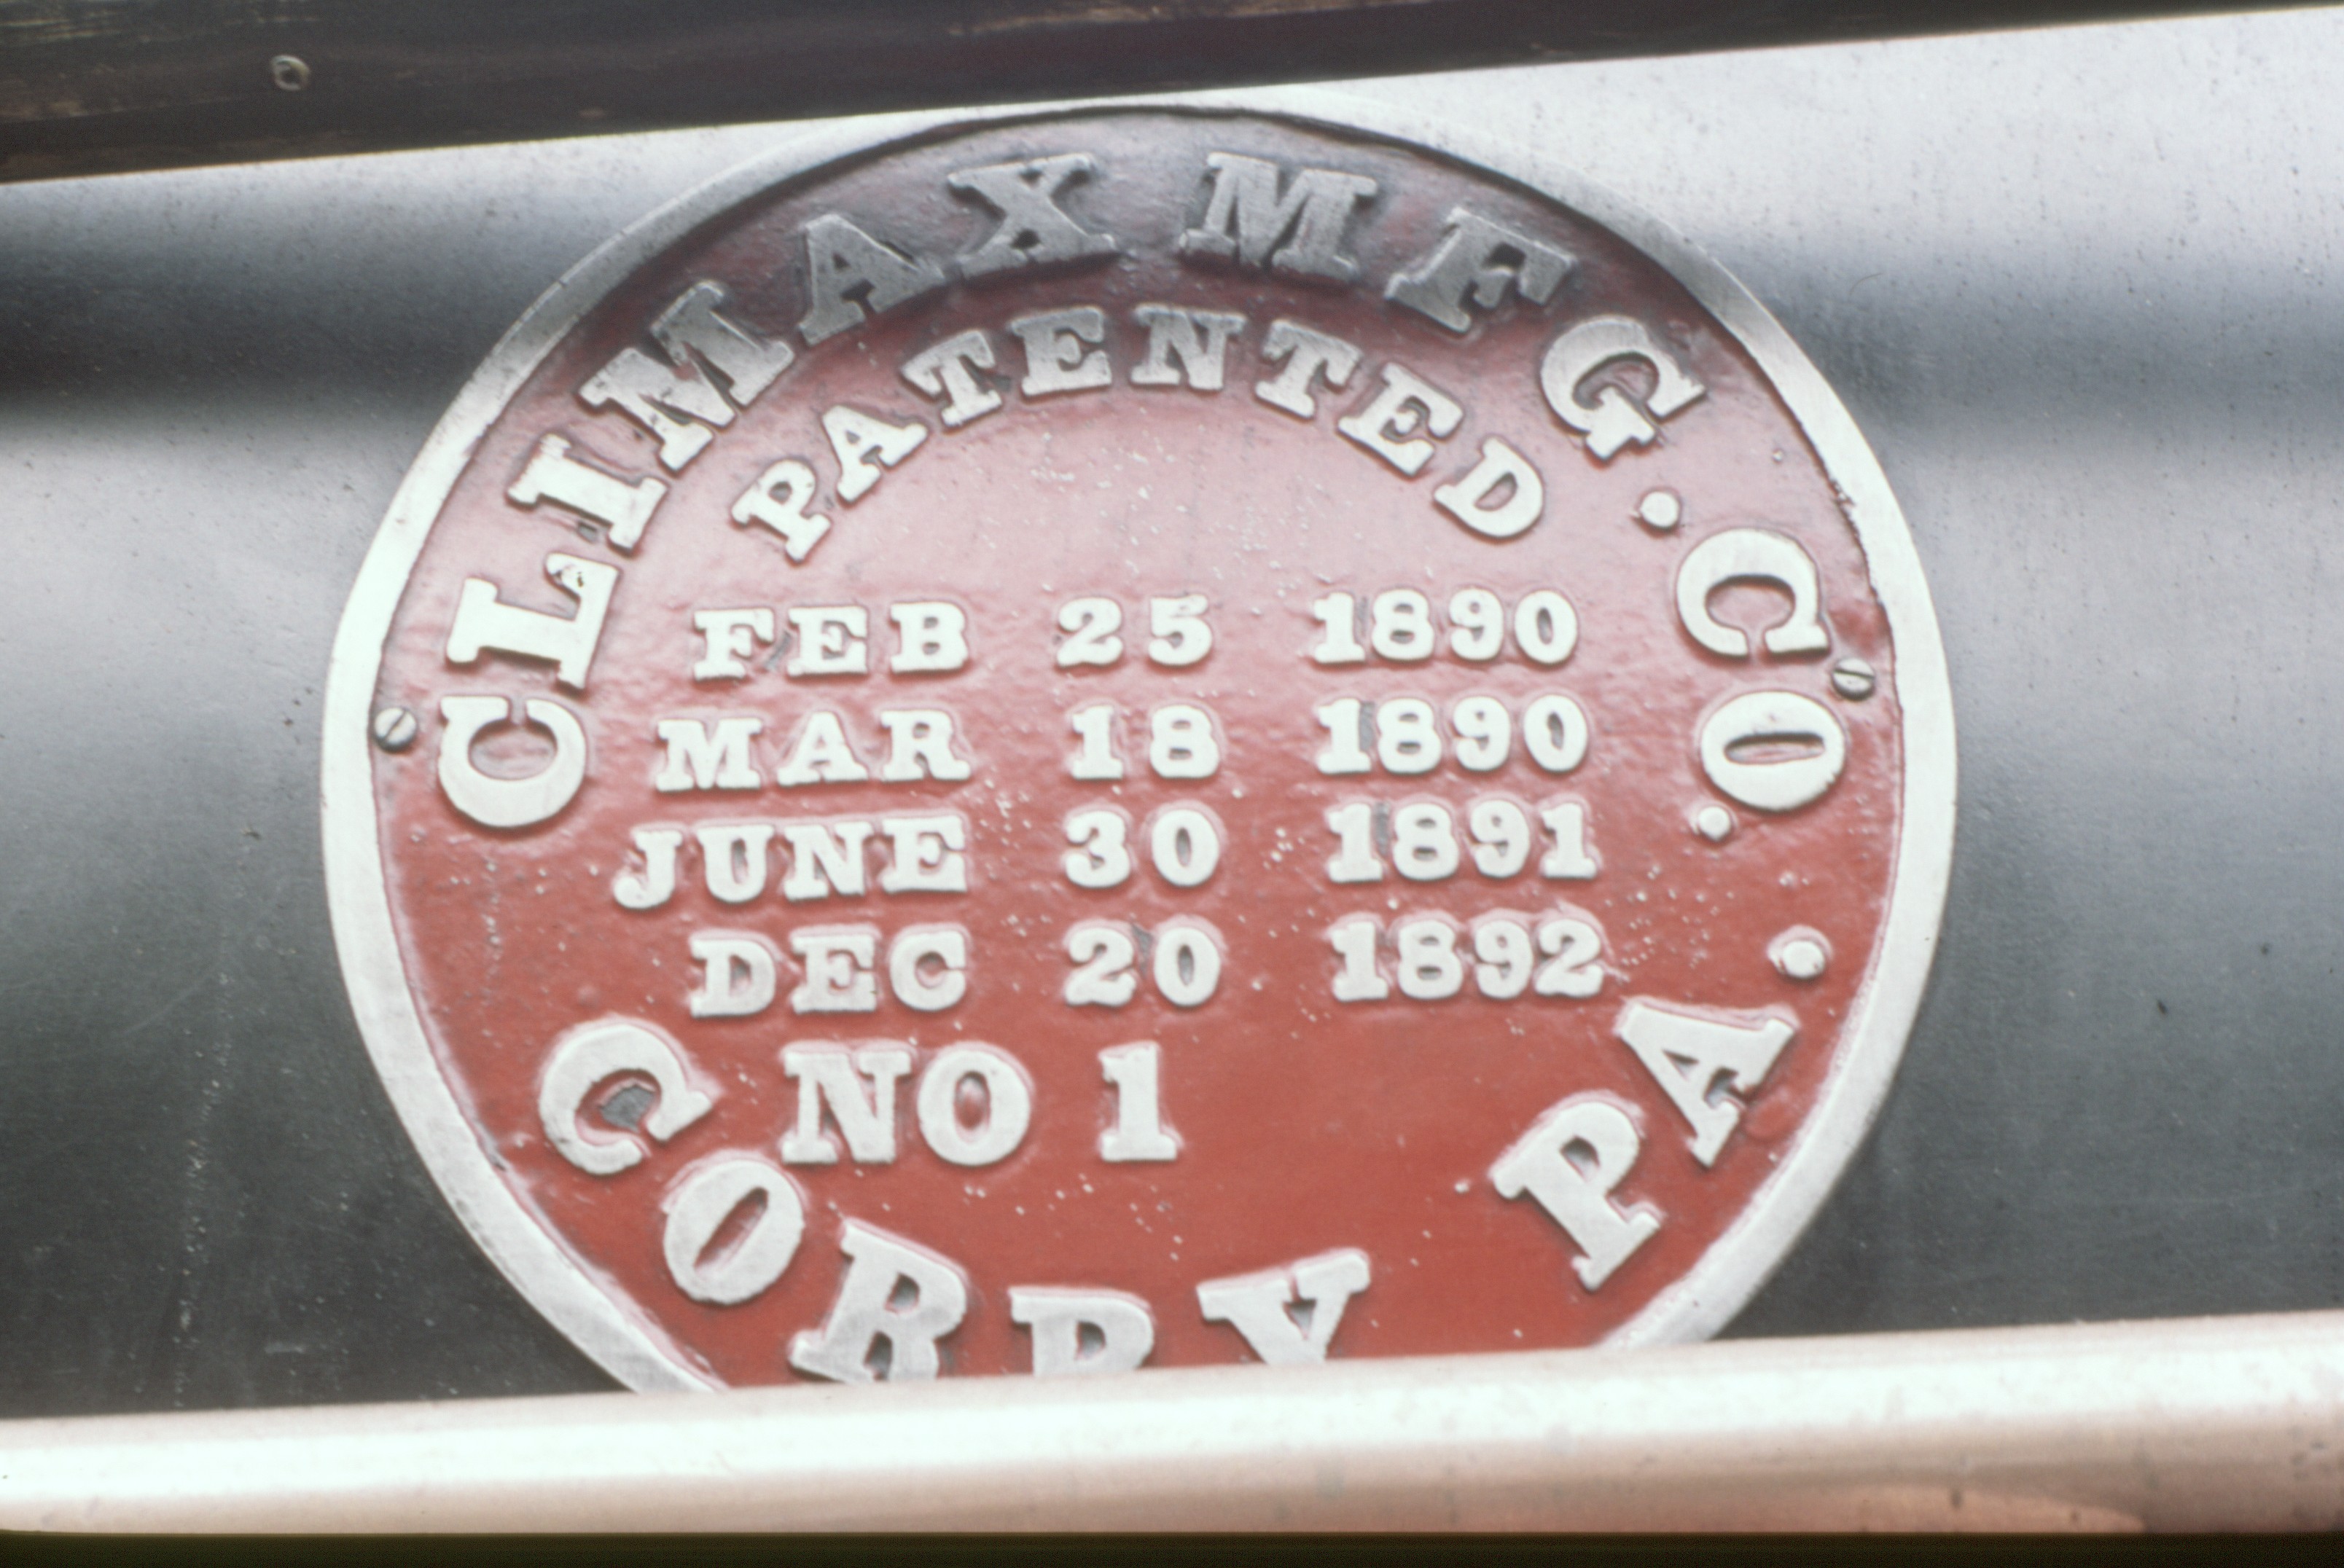 CLIMAX MFG. CO.
PATENTED
FEB 25 1890
MAR 18 1890
JUNE 30 1891
DEC 20 1892
NO 1
CORRY PA.